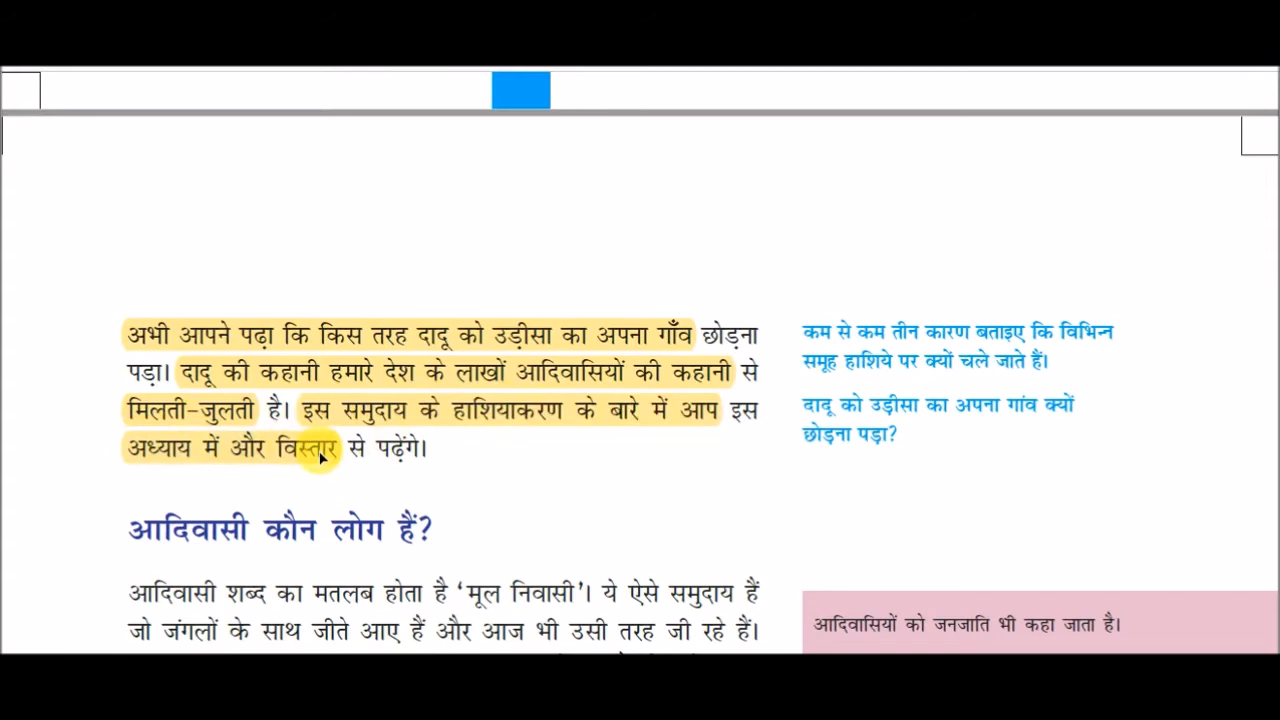 अभी आपने पढ़ा कि किस तरह दादू को उड़ीसा का अपना गाँव छोड़ना
पड़ा। दादू की कहानी हमारे देश के लाखों आदिवासियों की कहानी से
मिलती-जुलती है। इस समुदाय के हाशियाकरण के बारे में आप इस
अध्याय में और विस्तार से पढ़ेंगे।
आदिवासी कौन लोग हैं?
आदिवासी शब्द का मतलब होता है ‘मूल निवासी’। ये ऐसे समुदाय हैं
जो जंगलों के साथ जीते आए हैं और आज भी उसी तरह जी रहे हैं।
कम से कम तीन कारण बताइए कि विभिन्न
समूह हाशिये पर क्यों चले जाते हैं।
दादू को उड़ीसा का अपना गांव क्यों
छोड़ना पड़ा?
आदिवासियों को जनजाति भी कहा जाता है।